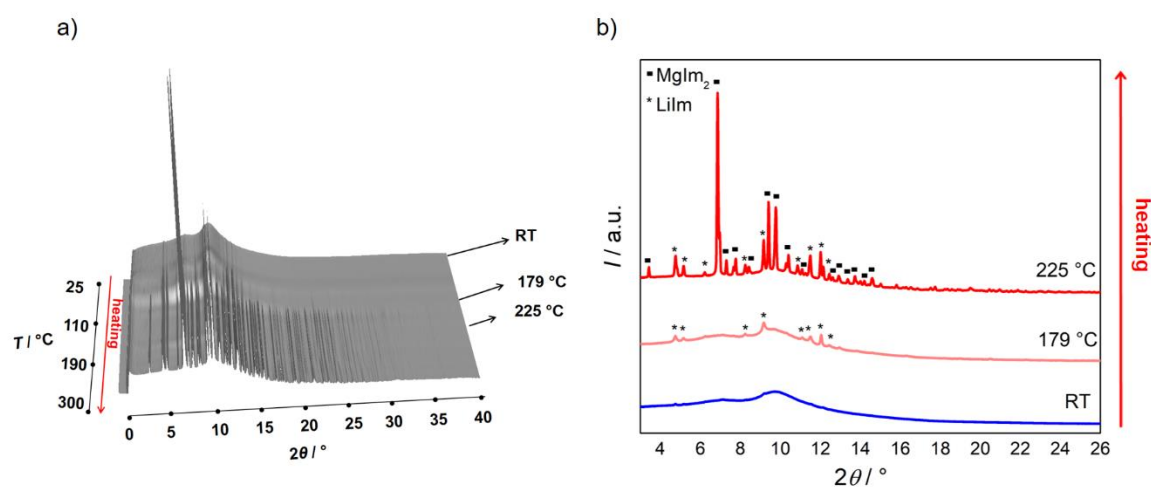 a)
RT
179 °C
225 °C
25
110
190
300
T / °C
heating
0
5
10
15
20
25
30
35
40
2θ / °
b)
▪ MgIm₂
* LiIm
225 °C
179 °C
RT
I / a.u.
4 6 8 10 12 14 16 18 20 22 24 26
2θ / °
heating